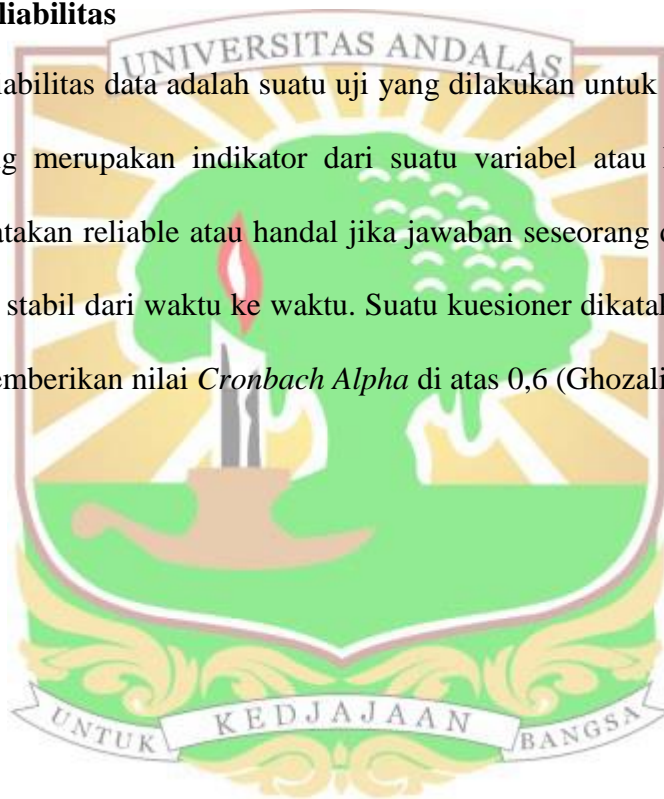 liabilitas
UNIVERSITAS ANDALAS
iabilitas data adalah suatu uji yang dilakukan untuk
g merupakan indikator dari suatu variabel atau
atakan reliable atau handal jika jawaban seseorang
stabil dari waktu ke waktu. Suatu kuesioner dikata
emberikan nilai Cronbach Alpha di atas 0,6 (Ghozali
UNTUK KEDJAJAAN BANGSA